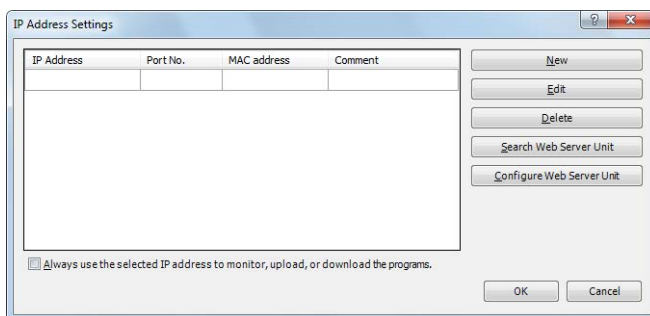 IP Address Settings
IP Address Port No. MAC address Comment
New
Edit
Delete
Search Web Server Unit
Configure Web Server Unit
Always use the selected IP address to monitor, upload, or download the programs.
OK Cancel